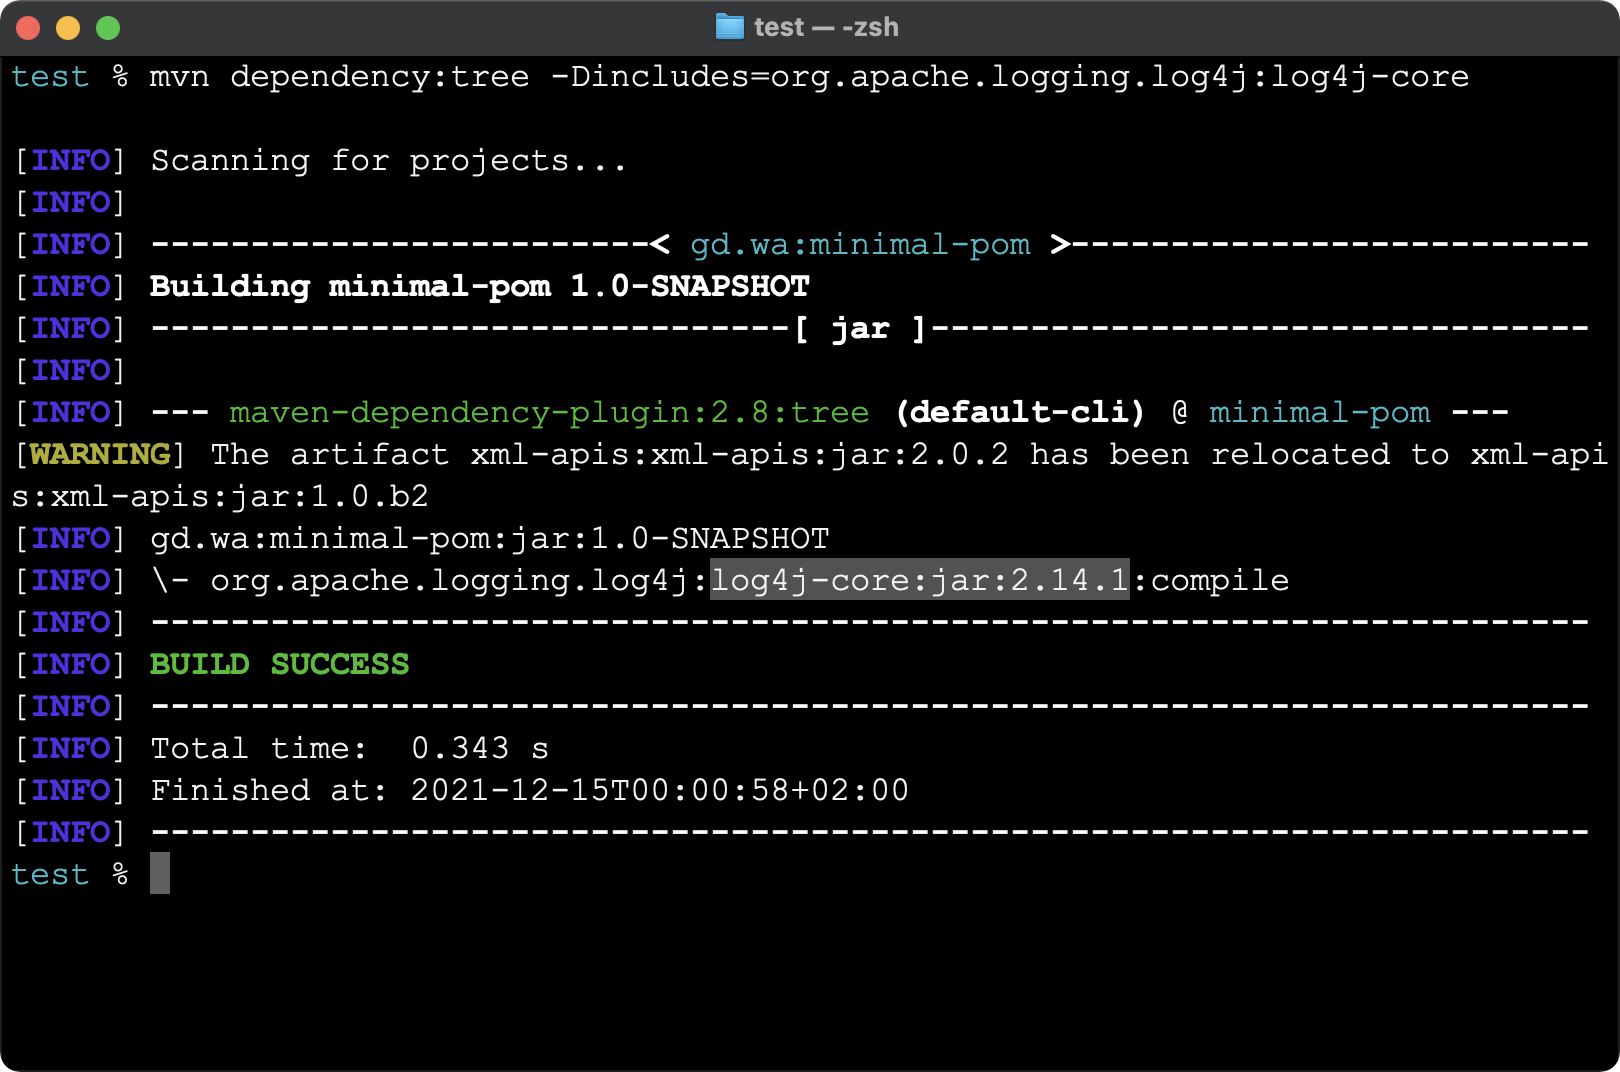 test — -zsh
test % mvn dependency:tree -Dincludes=org.apache.logging.log4j:log4j-core
[INFO] Scanning for projects...
[INFO]
[INFO] -------------------------< gd.wa:minimal-pom >--------------------------
[INFO] Building minimal-pom 1.0-SNAPSHOT
[INFO] --------------------------------[ jar ]---------------------------------
[INFO]
[INFO] --- maven-dependency-plugin:2.8:tree (default-cli) @ minimal-pom ---
[WARNING] The artifact xml-apis:xml-apis:jar:2.0.2 has been relocated to xml-api
s:xml-apis:jar:1.0.b2
[INFO] gd.wa:minimal-pom:jar:1.0-SNAPSHOT
[INFO] \- org.apache.logging.log4j:log4j-core:jar:2.14.1:compile
[INFO] ------------------------------------------------------------------------
[INFO] BUILD SUCCESS
[INFO] ------------------------------------------------------------------------
[INFO] Total time:  0.343 s
[INFO] Finished at: 2021-12-15T00:00:58+02:00
[INFO] ------------------------------------------------------------------------
test %